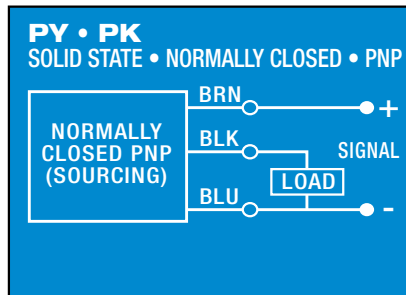 PY • PK
SOLID STATE • NORMALLY CLOSED • PNP
BRN
+
NORMALLY
CLOSED PNP
(SOURCING)
BLK
SIGNAL
LOAD
BLU
-